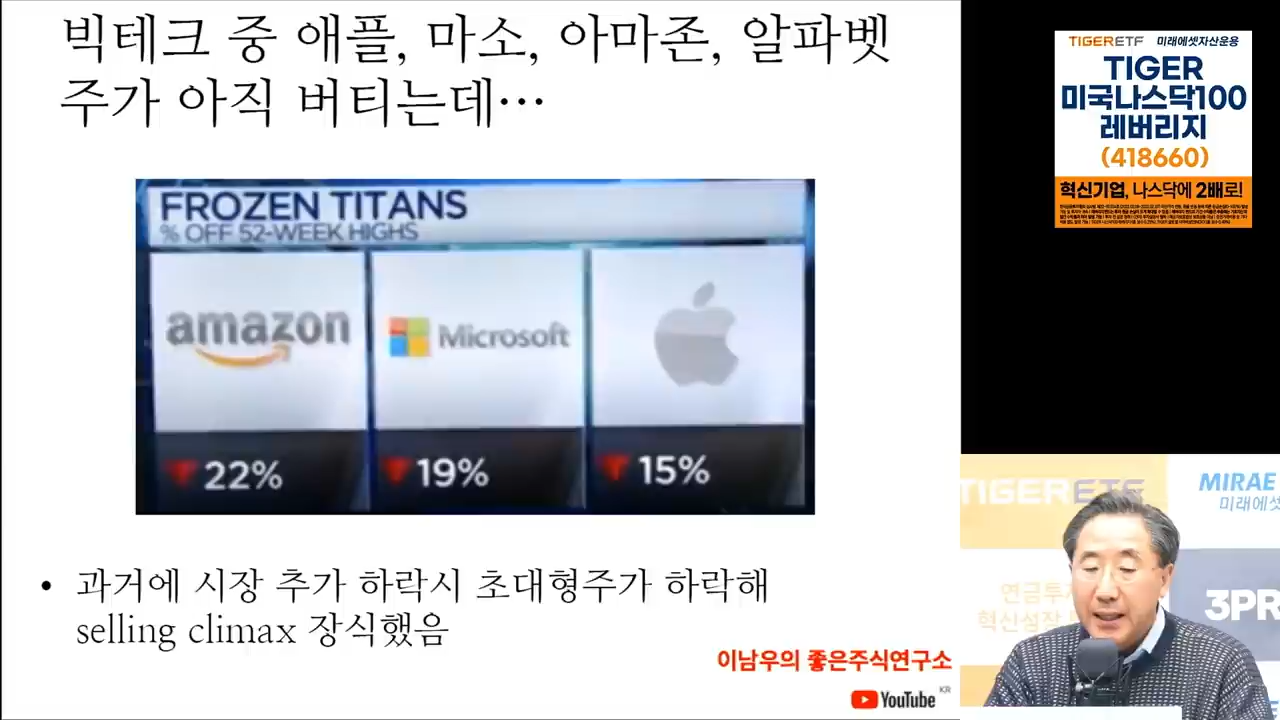 빅테크 중 애플, 마소, 아마존, 알파벳
주가 아직 버티는데…
FROZEN TITANS
% OFF 52-WEEK HIGHS
amazon
Microsoft
22%
19%
15%
• 과거에 시장 추가 하락시 초대형주가 하락해
selling climax 장식했음
이남우의 좋은주식연구소
YouTube KR
TIGERETF 미래에셋자산운용
TIGER
미국나스닥100
레버리지
(418660)
혁신기업, 나스닥에 2배로!
TIGERETF
MIRAE
미래에셋
연금투자
혁신성장
3PR